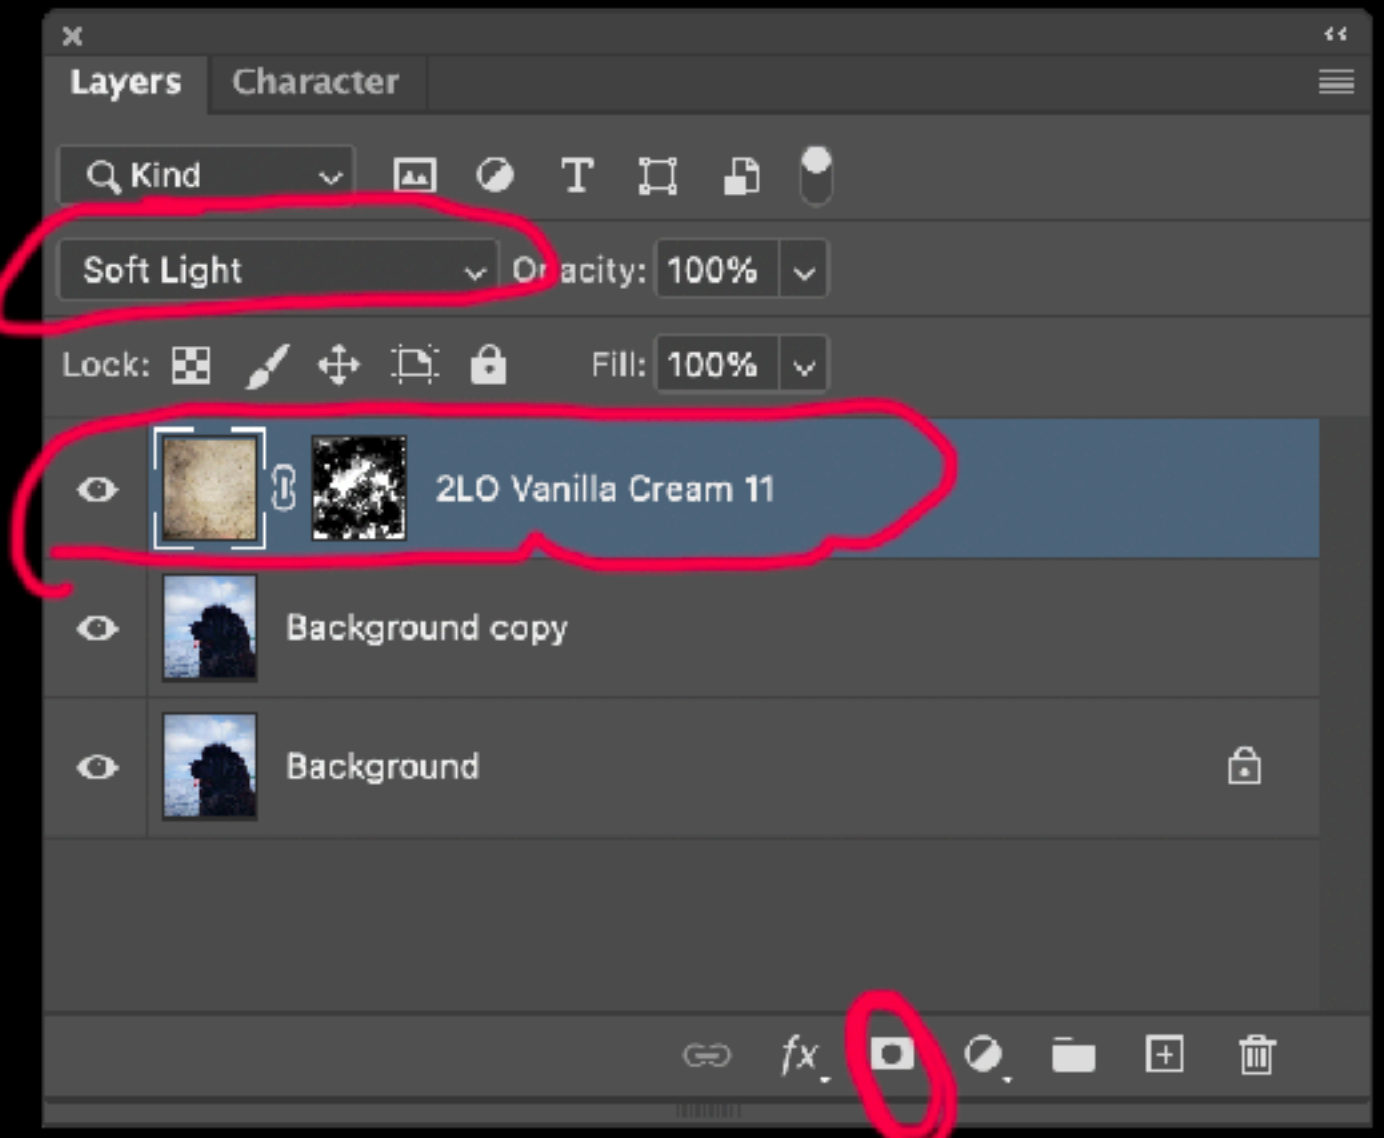 Layers Character
Kind
Soft Light Opacity: 100%
Lock: Fill: 100%
2LO Vanilla Cream 11
Background copy
Background
fx